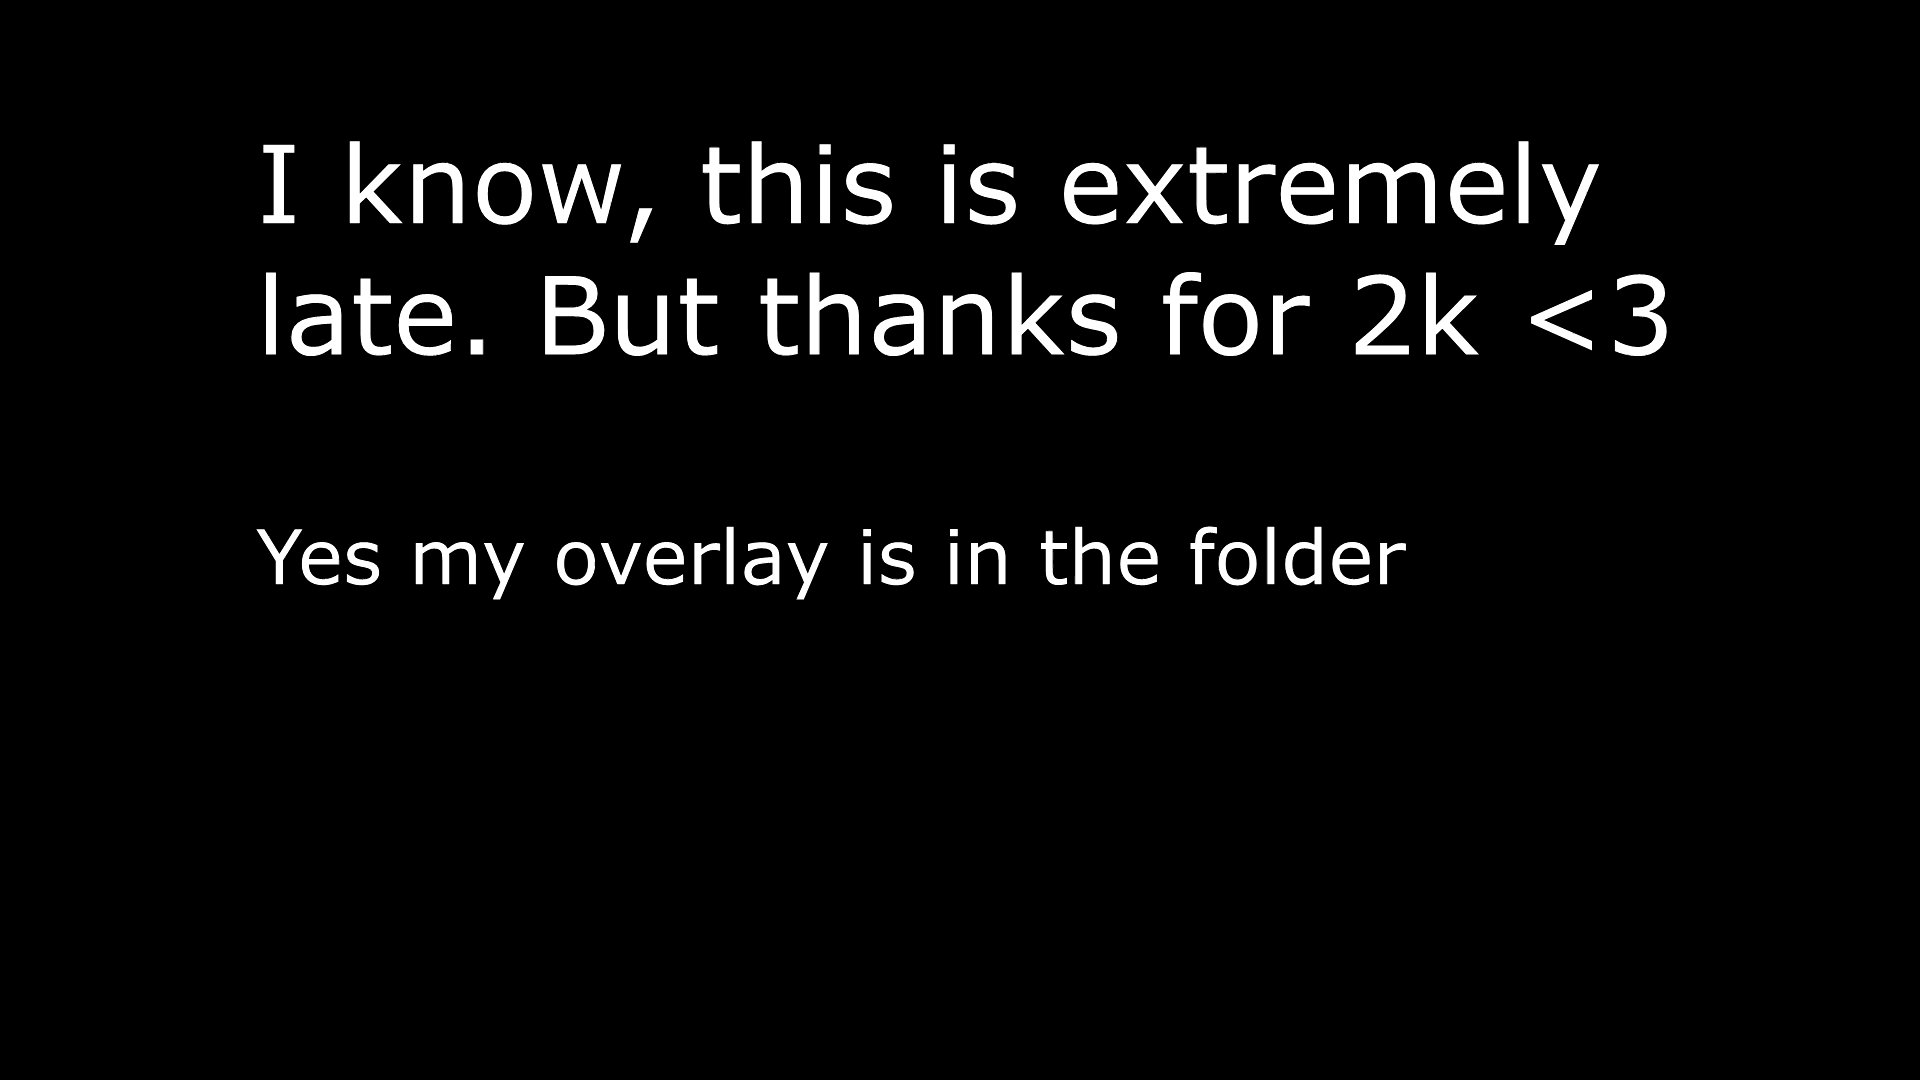 I know, this is extremely
late. But thanks for 2k <3
Yes my overlay is in the folder